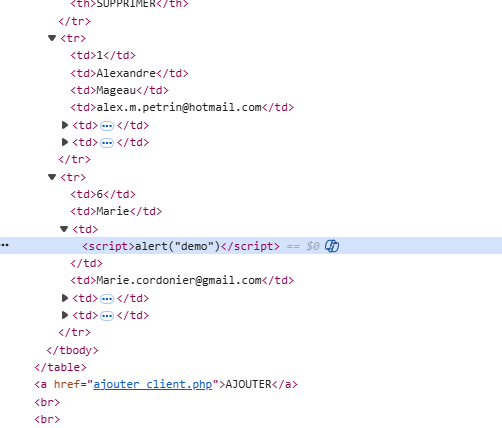 <th>SUPPRIMER</th>
</tr>
<tr>
<td>1</td>
<td>Alexandre</td>
<td>Mageau</td>
<td>alex.m.petrin@hotmail.com</td>
<td>…</td>
<td>…</td>
</tr>
<tr>
<td>6</td>
<td>Marie</td>
<td>
<script>alert("demo")</script> == $0
</td>
<td>Marie.cordonier@gmail.com</td>
<td>…</td>
<td>…</td>
</tr>
</tbody>
</table>
<a href="ajouter_client.php">AJOUTER</a>
<br>
<br>